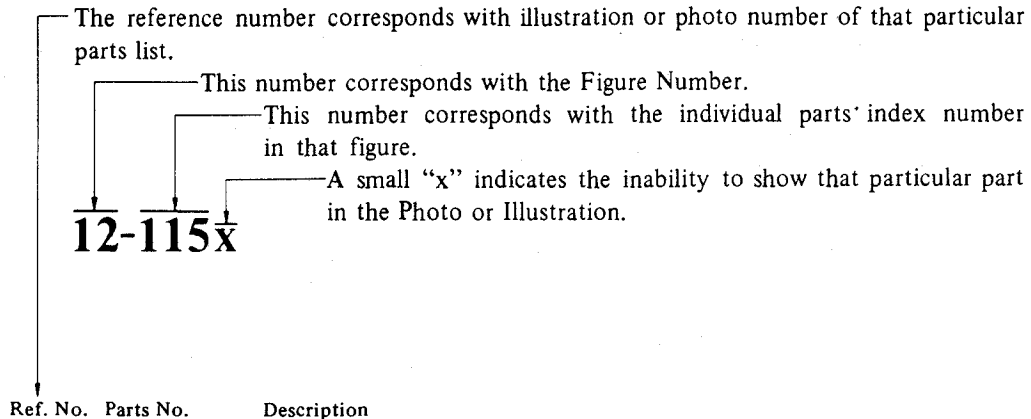 The reference number corresponds with illustration or photo number of that particular
parts list.
This number corresponds with the Figure Number.
This number corresponds with the individual parts' index number
in that figure.
A small “x” indicates the inability to show that particular part
in the Photo or Illustration.
12-115x
Ref. No. Parts No. Description